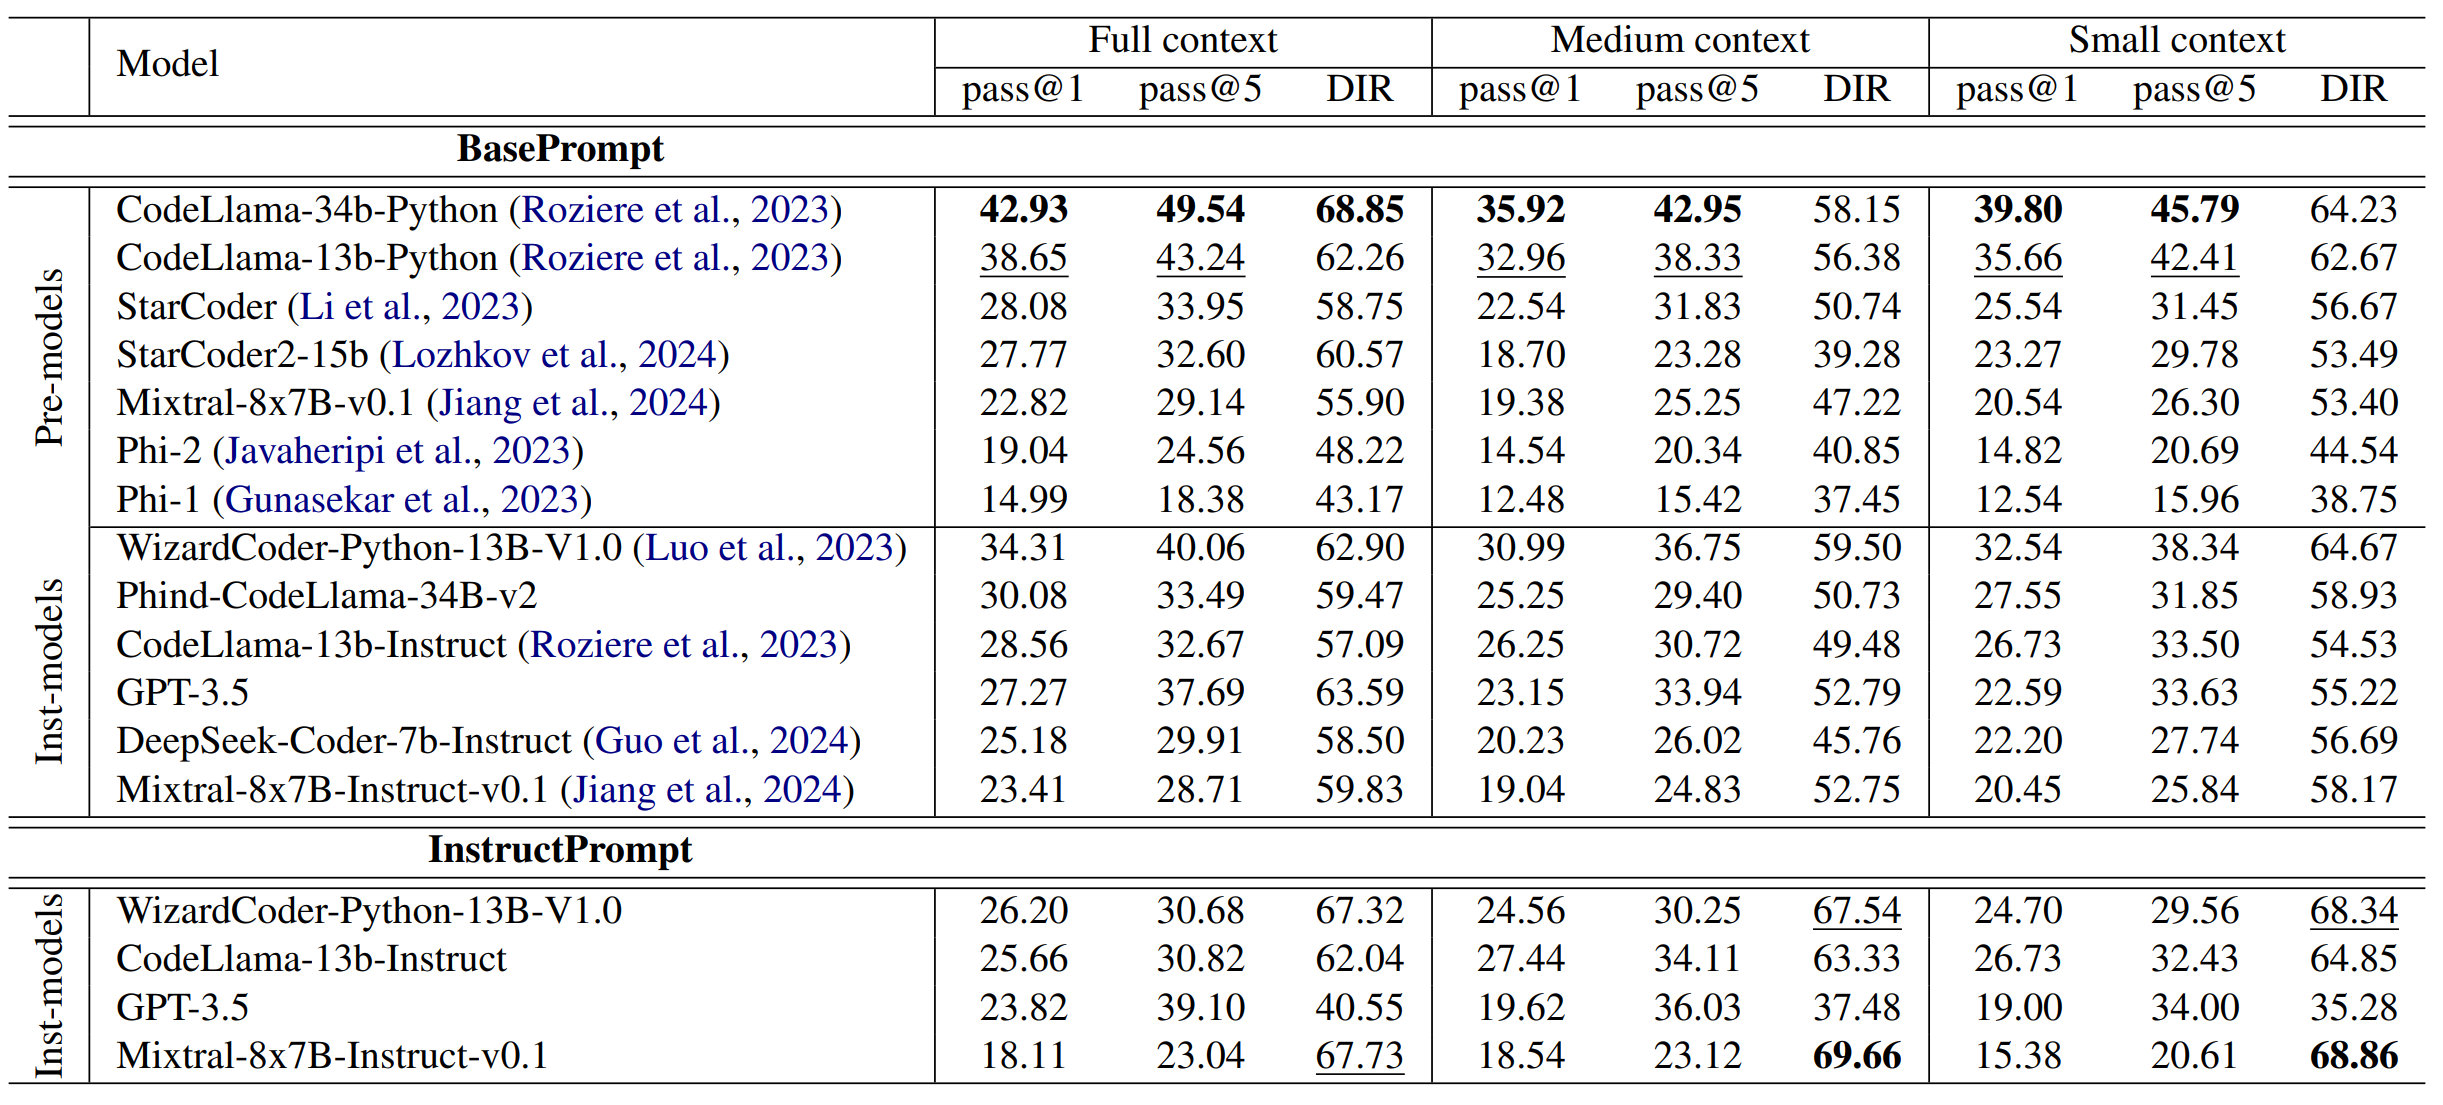 Model Full context Medium context Small context
pass@1 pass@5 DIR pass@1 pass@5 DIR pass@1 pass@5 DIR
BasePrompt
Pre-models
CodeLlama-34b-Python (Roziere et al., 2023) 42.93 49.54 68.85 35.92 42.95 58.15 39.80 45.79 64.23
CodeLlama-13b-Python (Roziere et al., 2023) 38.65 43.24 62.26 32.96 38.33 56.38 35.66 42.41 62.67
StarCoder (Li et al., 2023) 28.08 33.95 58.75 22.54 31.83 50.74 25.54 31.45 56.67
StarCoder2-15b (Lozhkov et al., 2024) 27.77 32.60 60.57 18.70 23.28 39.28 23.27 29.78 53.49
Mixtral-8x7B-v0.1 (Jiang et al., 2024) 22.82 29.14 55.90 19.38 25.25 47.22 20.54 26.30 53.40
Phi-2 (Javaheripi et al., 2023) 19.04 24.56 48.22 14.54 20.34 40.85 14.82 20.69 44.54
Phi-1 (Gunasekar et al., 2023) 14.99 18.38 43.17 12.48 15.42 37.45 12.54 15.96 38.75
Inst-models
WizardCoder-Python-13B-V1.0 (Luo et al., 2023) 34.31 40.06 62.90 30.99 36.75 59.50 32.54 38.34 64.67
Phind-CodeLlama-34B-v2 30.08 33.49 59.47 25.25 29.40 50.73 27.55 31.85 58.93
CodeLlama-13b-Instruct (Roziere et al., 2023) 28.56 32.67 57.09 26.25 30.72 49.48 26.73 33.50 54.53
GPT-3.5 27.27 37.69 63.59 23.15 33.94 52.79 22.59 33.63 55.22
DeepSeek-Coder-7b-Instruct (Guo et al., 2024) 25.18 29.91 58.50 20.23 26.02 45.76 22.20 27.74 56.69
Mixtral-8x7B-Instruct-v0.1 (Jiang et al., 2024) 23.41 28.71 59.83 19.04 24.83 52.75 20.45 25.84 58.17
InstructPrompt
Inst-models
WizardCoder-Python-13B-V1.0 26.20 30.68 67.32 24.56 30.25 67.54 24.70 29.56 68.34
CodeLlama-13b-Instruct 25.66 30.82 62.04 27.44 34.11 63.33 26.73 32.43 64.85
GPT-3.5 23.82 39.10 40.55 19.62 36.03 37.48 19.00 34.00 35.28
Mixtral-8x7B-Instruct-v0.1 18.11 23.04 67.73 18.54 23.12 69.66 15.38 20.61 68.86